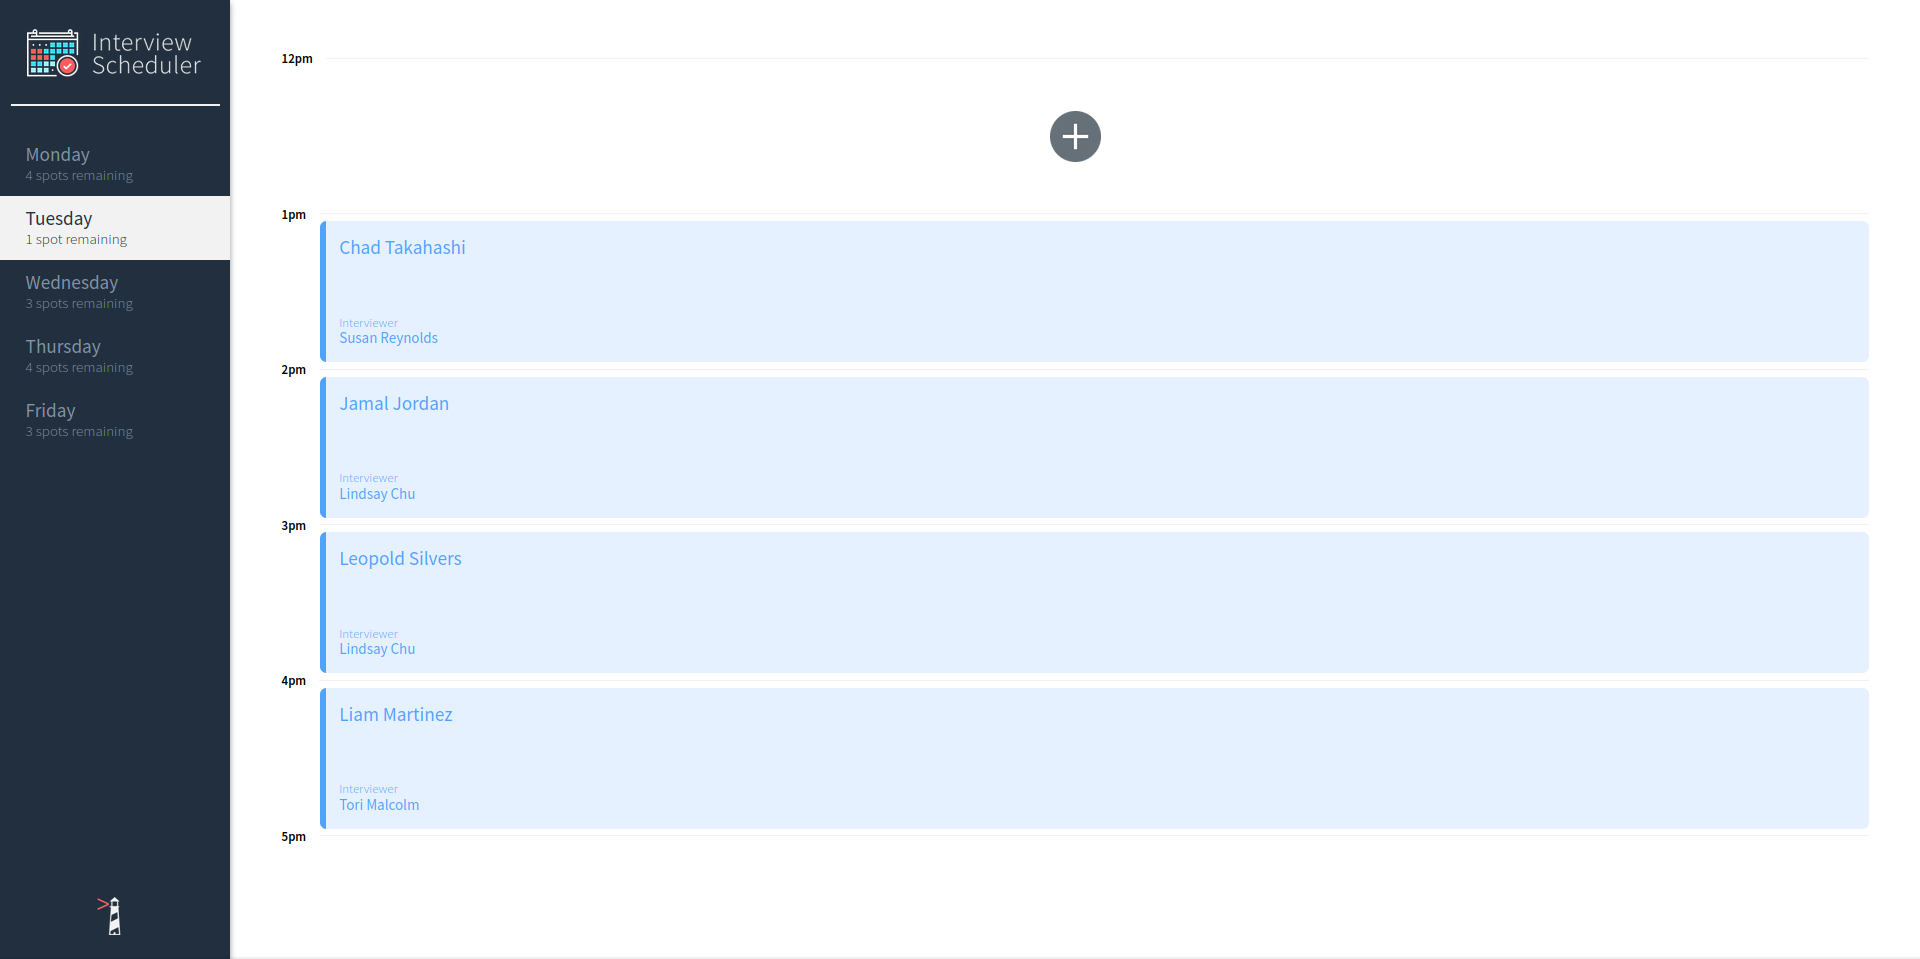 Interview
Scheduler
Monday
4 spots remaining
Tuesday
1 spot remaining
Wednesday
3 spots remaining
Thursday
4 spots remaining
Friday
3 spots remaining
12pm
1pm
Chad Takahashi
Interviewer
Susan Reynolds
2pm
Jamal Jordan
Interviewer
Lindsay Chu
3pm
Leopold Silvers
Interviewer
Lindsay Chu
4pm
Liam Martinez
Interviewer
Tori Malcolm
5pm